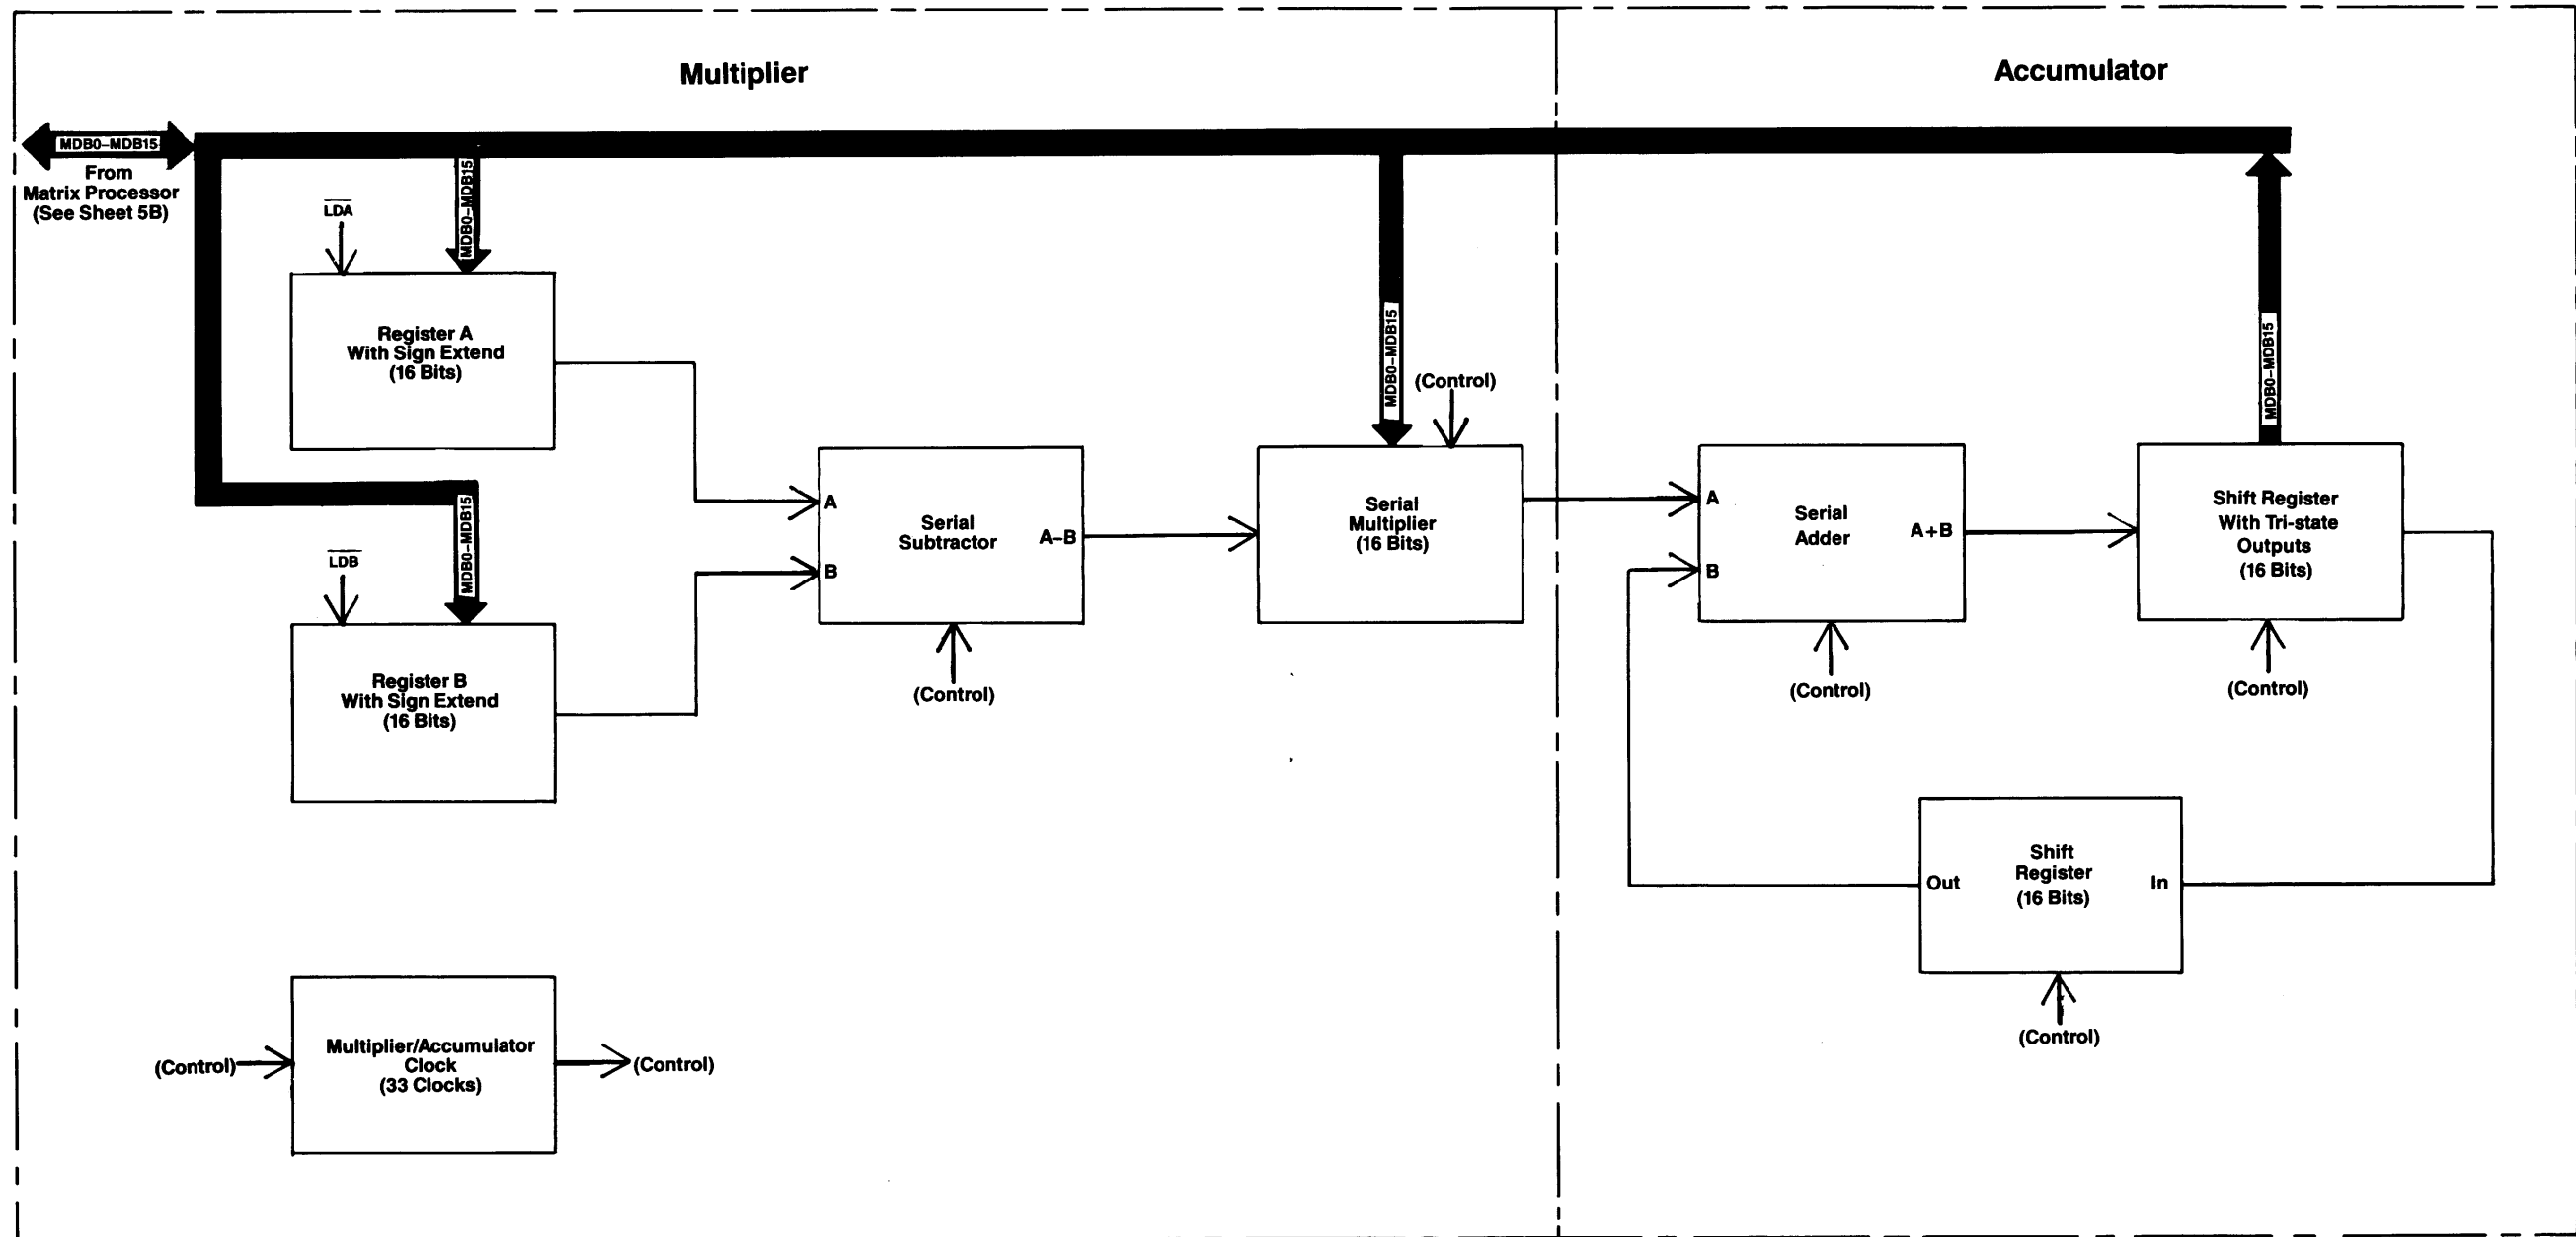 Multiplier
Accumulator
MDB0–MDB15
From
Matrix Processor
(See Sheet 5B)
LDA
MDB0–MDB15
Register A
With Sign Extend
(16 Bits)
MDB0–MDB15
LDB
Register B
With Sign Extend
(16 Bits)
A
B
Serial
Subtractor
A–B
(Control)
MDB0–MDB15
(Control)
Serial
Multiplier
(16 Bits)
A
B
Serial
Adder
A+B
(Control)
MDB0–MDB15
Shift Register
With Tri-state
Outputs
(16 Bits)
(Control)
Out
Shift
Register
(16 Bits)
In
(Control)
(Control)
Multiplier/Accumulator
Clock
(33 Clocks)
(Control)